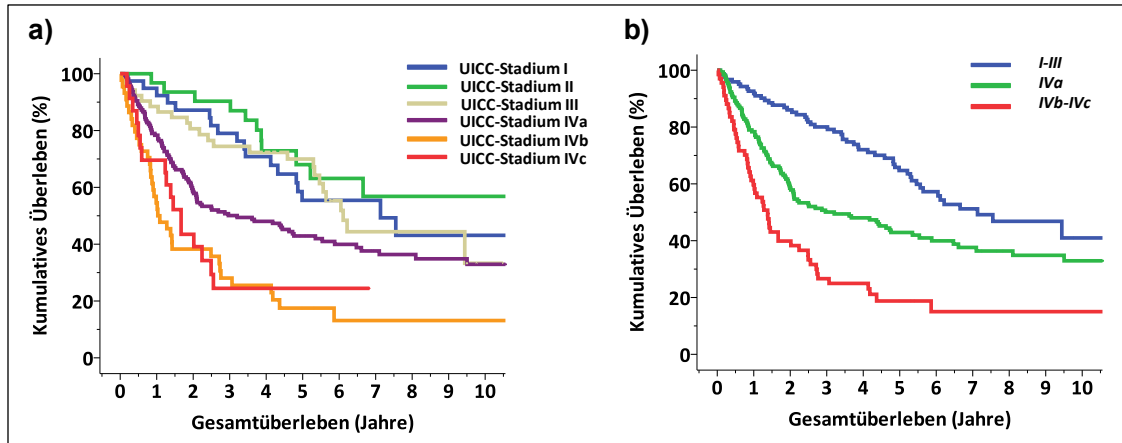 a)
UICC-Stadium I
UICC-Stadium II
UICC-Stadium III
UICC-Stadium IVa
UICC-Stadium IVb
UICC-Stadium IVc
Kumulatives Überleben (%)
100
80
60
40
20
0
0 1 2 3 4 5 6 7 8 9 10
Gesamtüberleben (Jahre)
b)
I-III
IVa
IVb-IVc
Kumulatives Überleben (%)
100
80
60
40
20
0
0 1 2 3 4 5 6 7 8 9 10
Gesamtüberleben (Jahre)